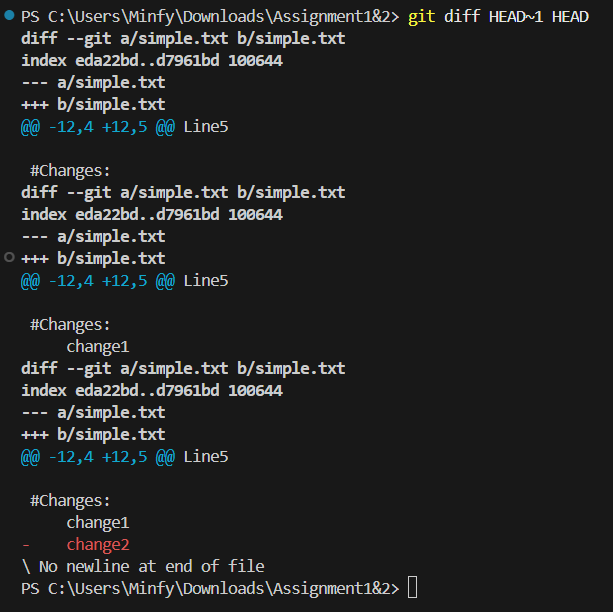 PS C:\Users\Minfy\Downloads\Assignment1&2> git diff HEAD~1 HEAD
diff --git a/simple.txt b/simple.txt
index eda22bd..d7961bd 100644
--- a/simple.txt
+++ b/simple.txt
@@ -12,4 +12,5 @@ Line5

 #Changes:
diff --git a/simple.txt b/simple.txt
index eda22bd..d7961bd 100644
--- a/simple.txt
+++ b/simple.txt
@@ -12,4 +12,5 @@ Line5

 #Changes:
     change1
diff --git a/simple.txt b/simple.txt
index eda22bd..d7961bd 100644
--- a/simple.txt
+++ b/simple.txt
@@ -12,4 +12,5 @@ Line5

 #Changes:
     change1
-    change2
\ No newline at end of file
PS C:\Users\Minfy\Downloads\Assignment1&2>